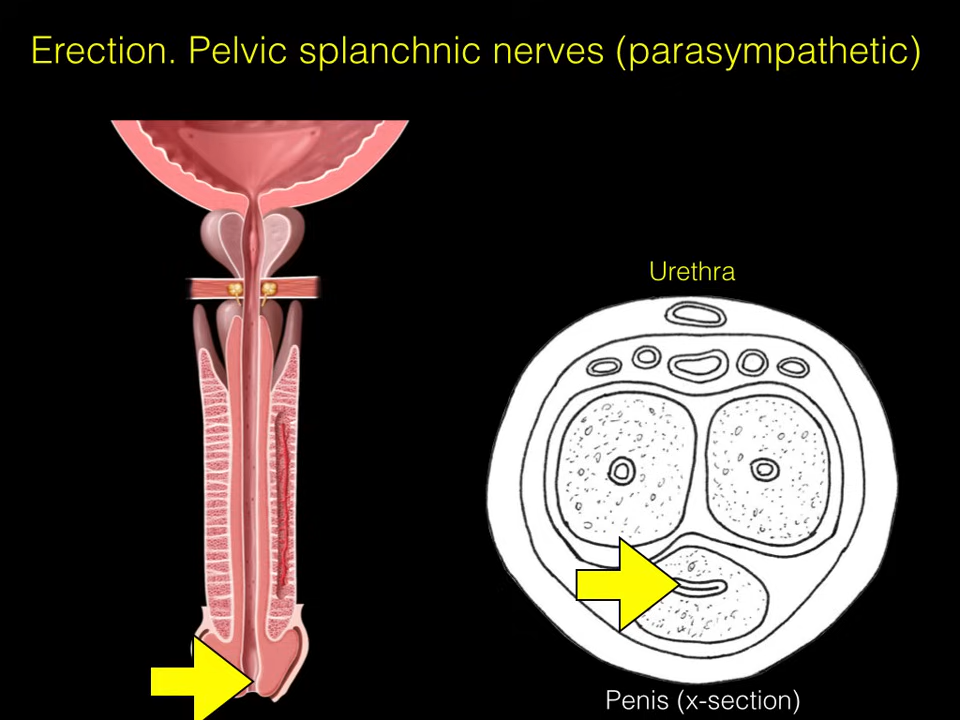 Erection. Pelvic splanchnic nerves (parasympathetic)
Urethra
Penis (x-section)